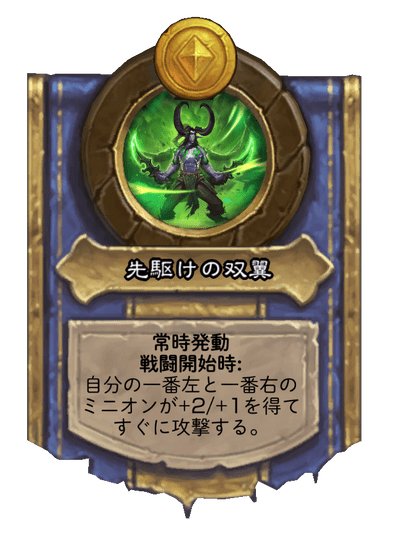 先駆けの双翼
常時発動
戦闘開始時:
自分の一番左と一番右の
ミニオンが+2/+1を得て
すぐに攻撃する。